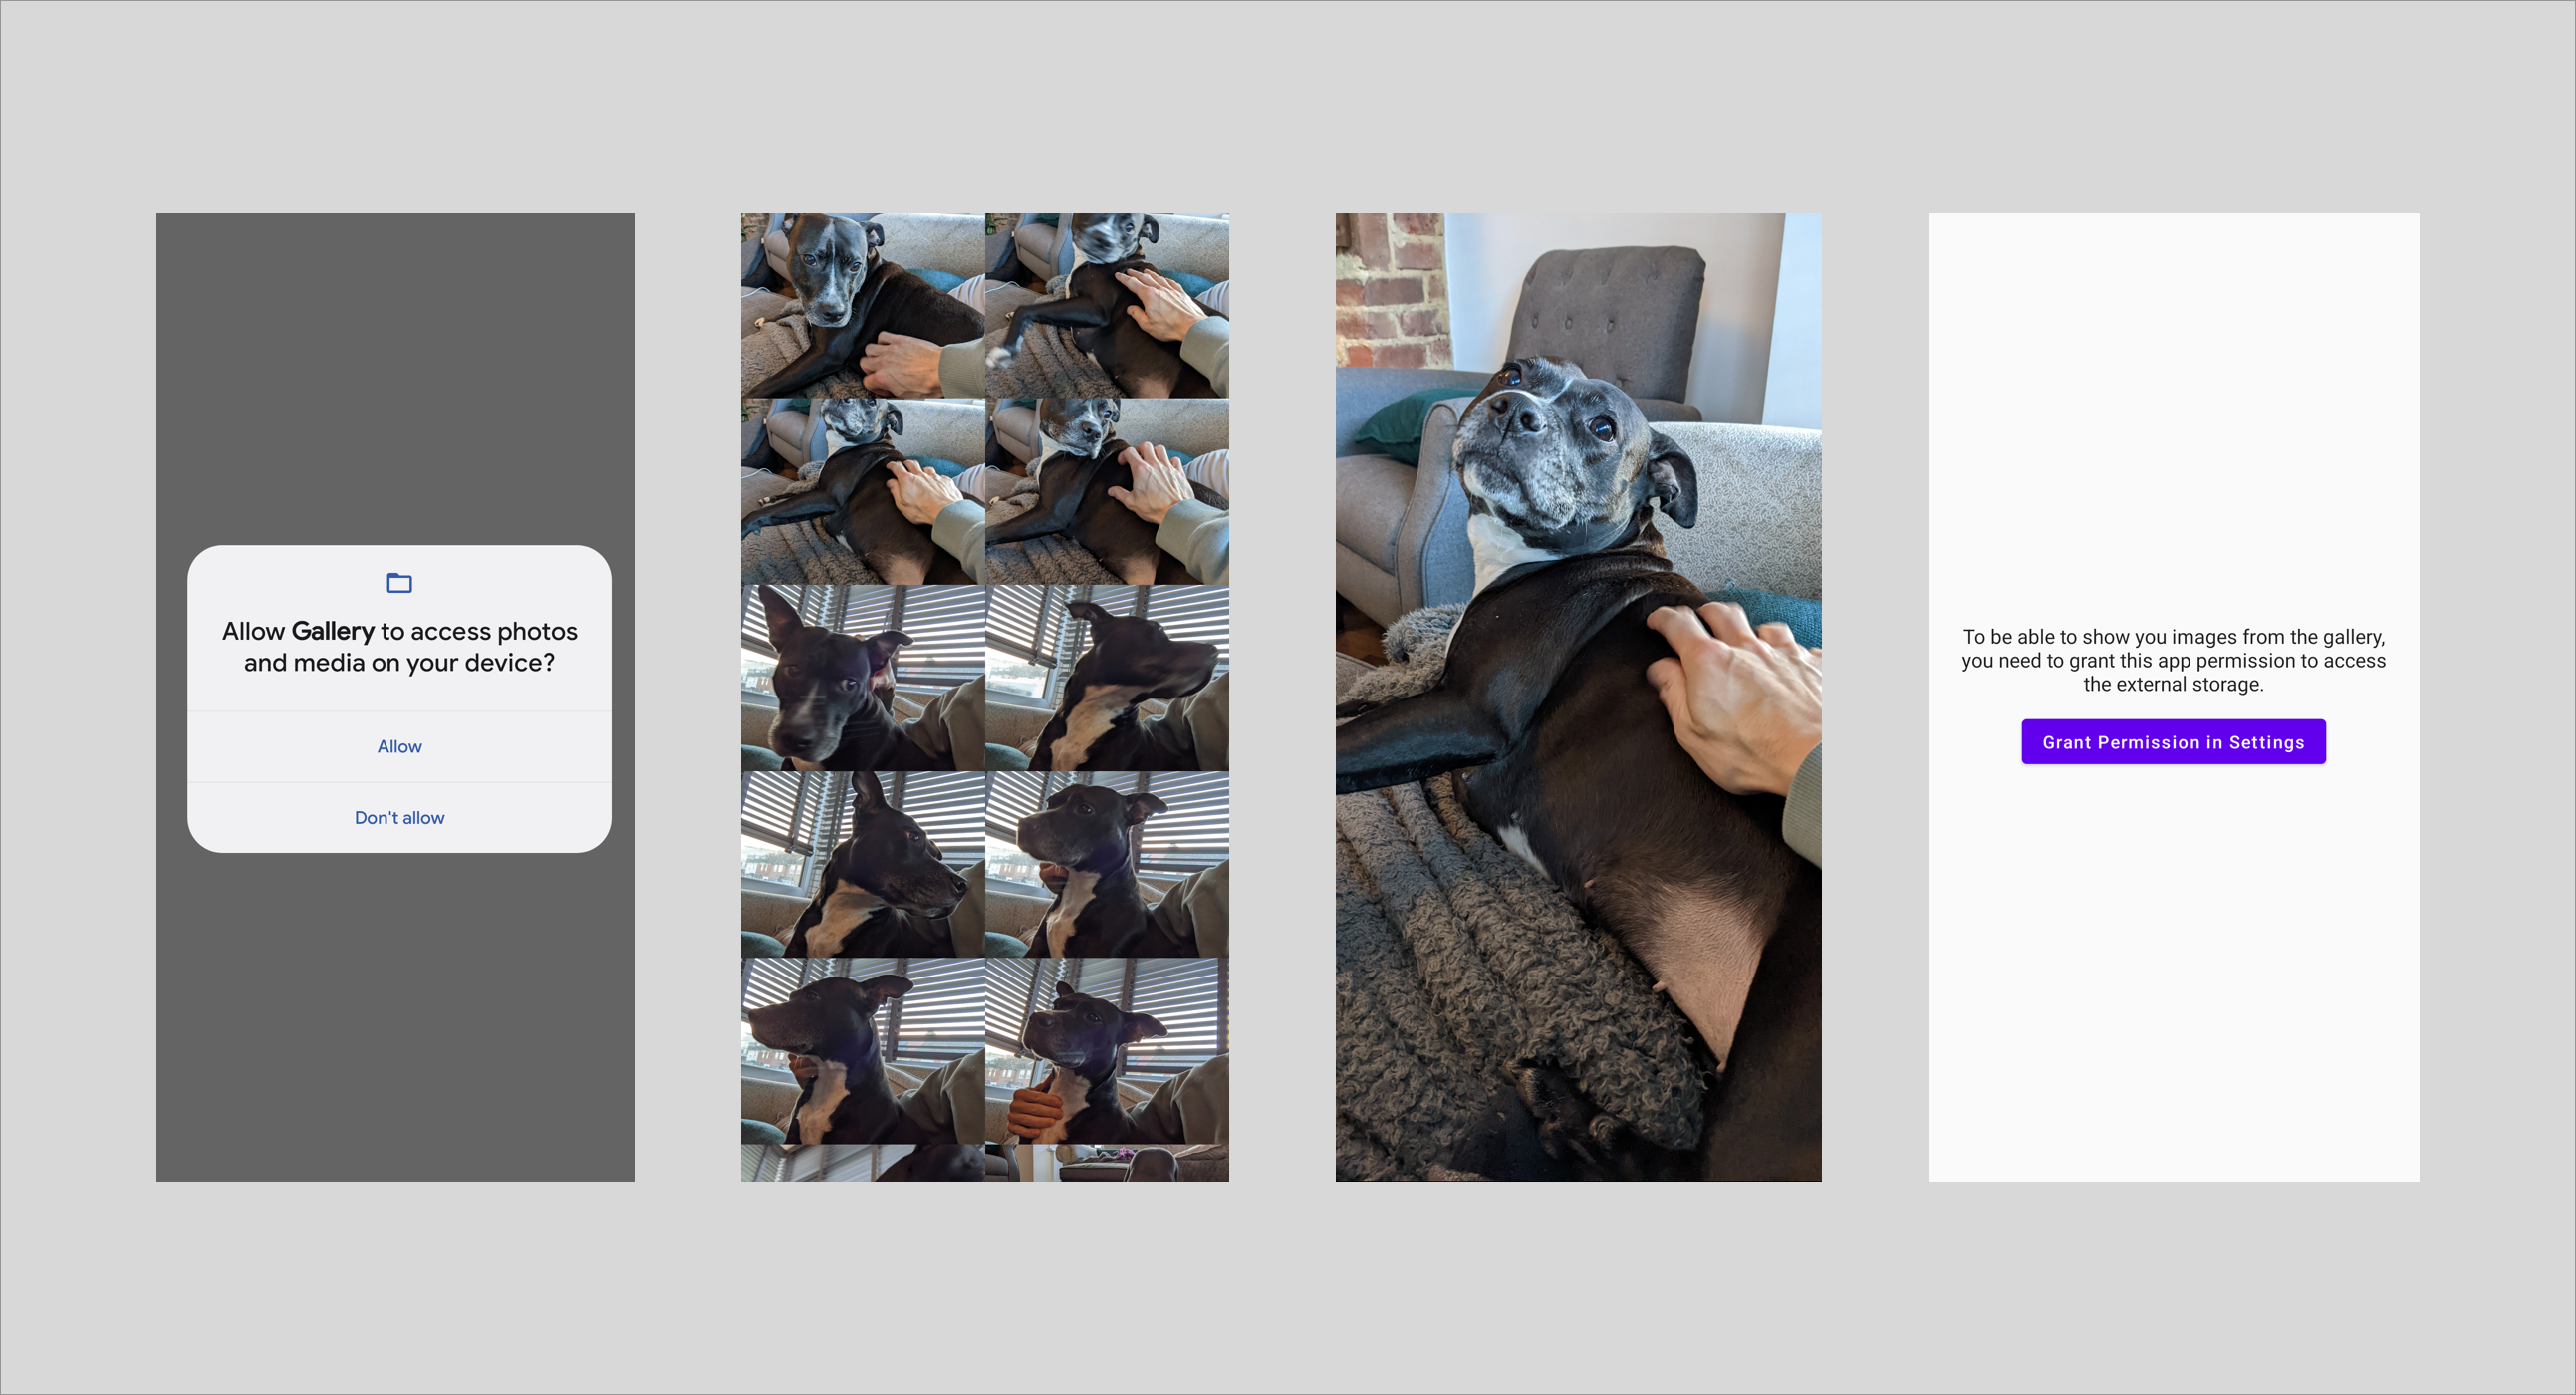 Allow Gallery to access photos
and media on your device?
Allow
Don't allow
To be able to show you images from the gallery,
you need to grant this app permission to access
the external storage.
Grant Permission in Settings